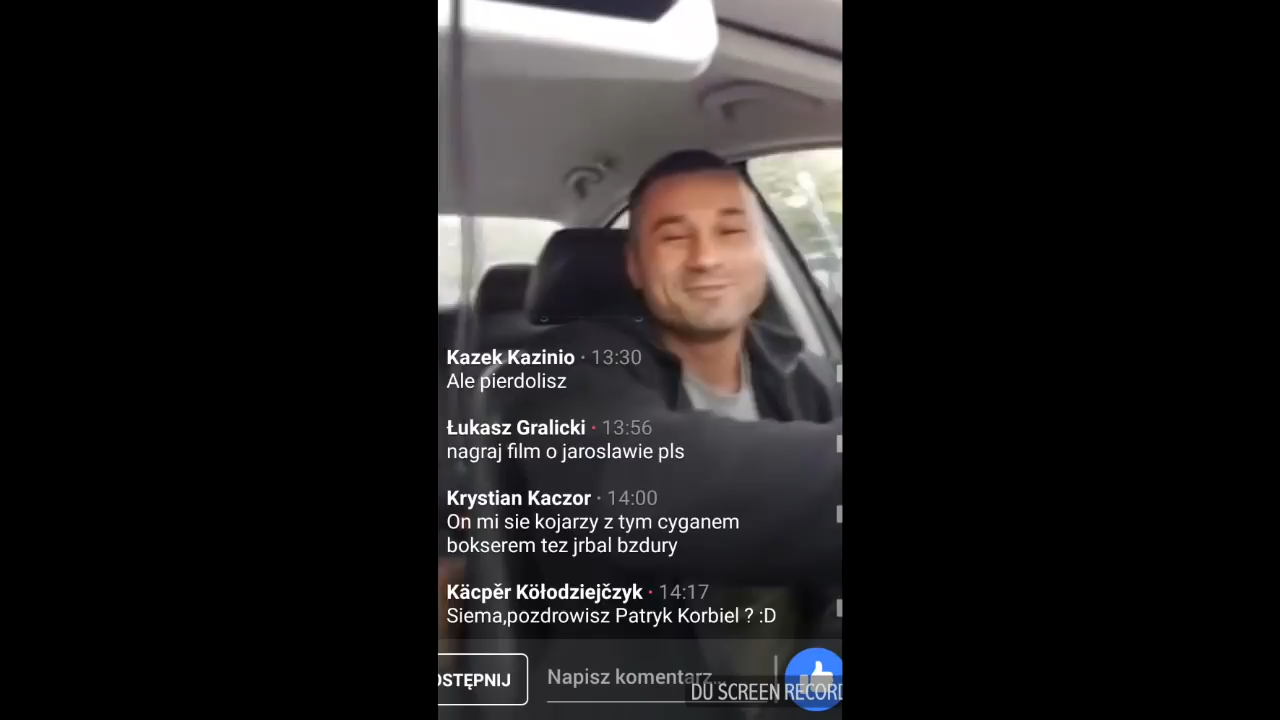 Kazek Kazinio · 13:30
Ale pierdolisz
Łukasz Gralicki · 13:56
nagraj film o jaroslawie pls
Krystian Kaczor · 14:00
On mi sie kojarzy z tym cyganem
bokserem tez jrbal bzdury
Käcpěr Köłodziejčzyk · 14:17
Siema,pozdrowisz Patryk Korbiel ? :D
OSTĘPNIJ
Napisz komentarz...
DU SCREEN RECORD